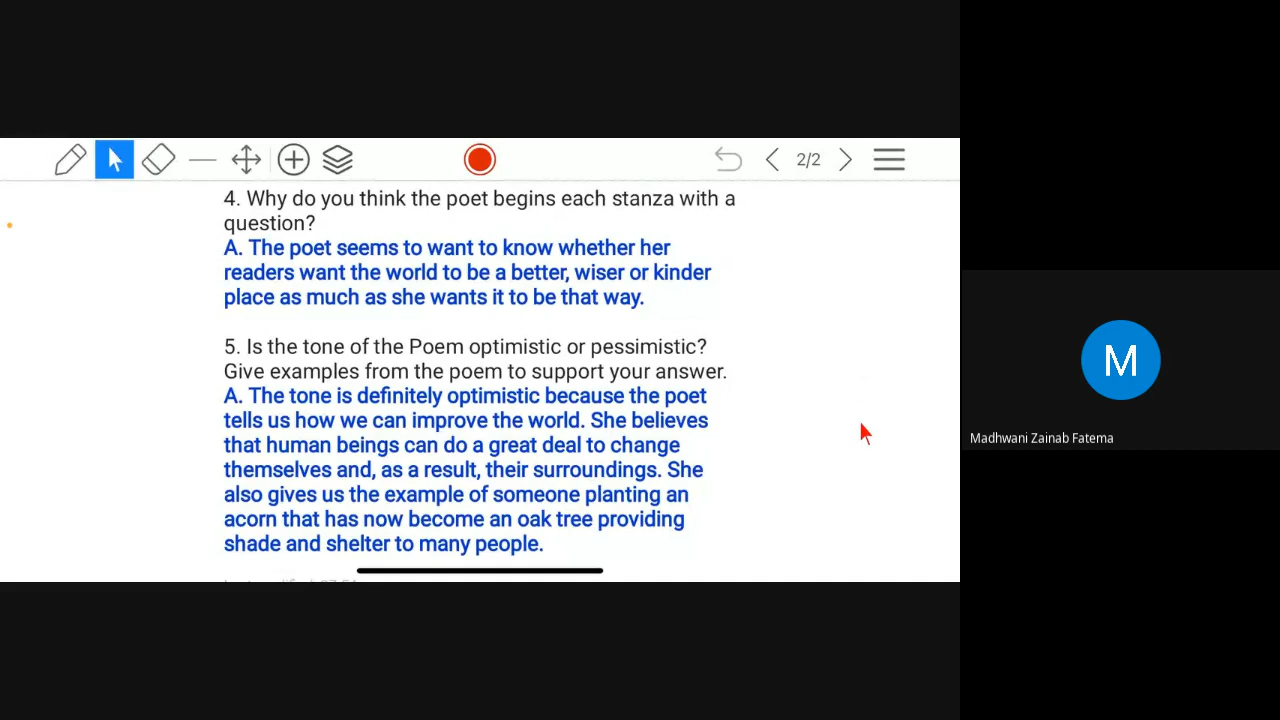 2/2
4. Why do you think the poet begins each stanza with a
question?
A. The poet seems to want to know whether her
readers want the world to be a better, wiser or kinder
place as much as she wants it to be that way.
5. Is the tone of the Poem optimistic or pessimistic?
Give examples from the poem to support your answer.
A. The tone is definitely optimistic because the poet
tells us how we can improve the world. She believes
that human beings can do a great deal to change
themselves and, as a result, their surroundings. She
also gives us the example of someone planting an
acorn that has now become an oak tree providing
shade and shelter to many people.
M
Madhwani Zainab Fatema